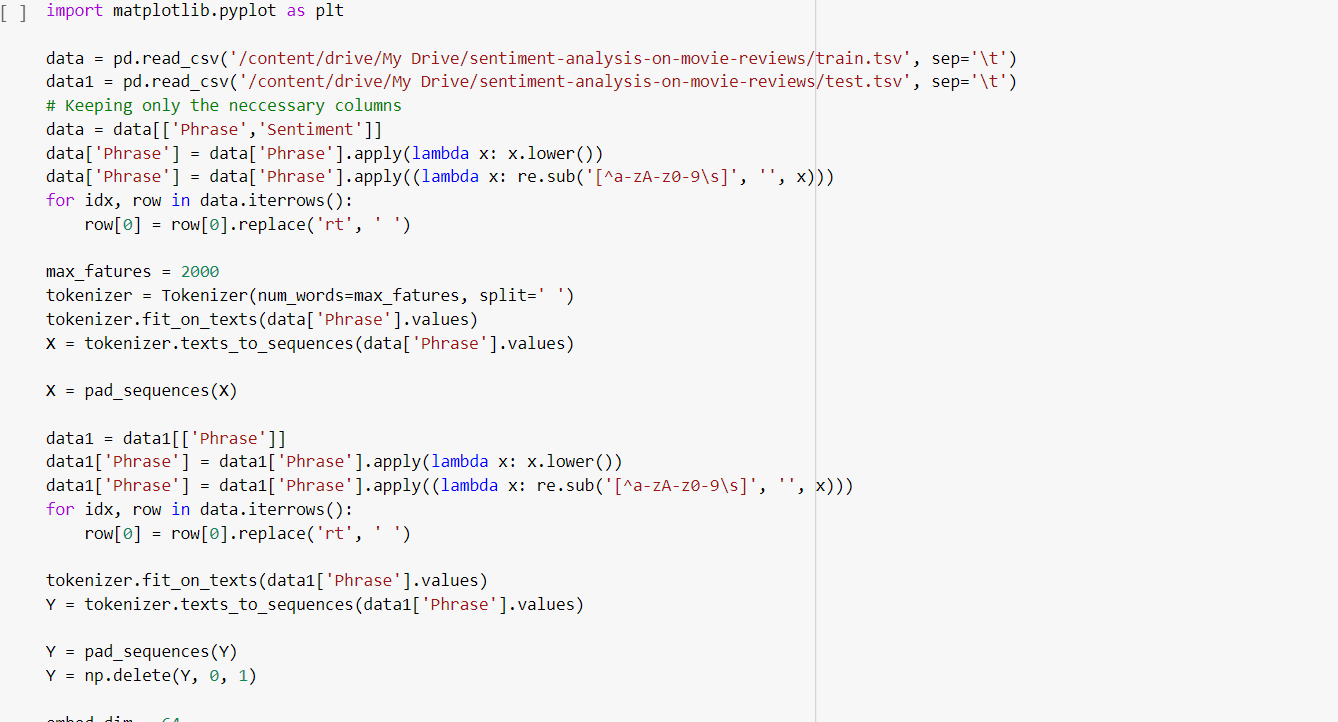 [ ] import matplotlib.pyplot as plt
data = pd.read_csv('/content/drive/My Drive/sentiment-analysis-on-movie-reviews/train.tsv', sep='\t')
data1 = pd.read_csv('/content/drive/My Drive/sentiment-analysis-on-movie-reviews/test.tsv', sep='\t')
# Keeping only the neccessary columns
data = data[['Phrase','Sentiment']]
data['Phrase'] = data['Phrase'].apply(lambda x: x.lower())
data['Phrase'] = data['Phrase'].apply((lambda x: re.sub('[^a-zA-z0-9\s]', '', x)))
for idx, row in data.iterrows():
    row[0] = row[0].replace('rt', ' ')
max_fatures = 2000
tokenizer = Tokenizer(num_words=max_fatures, split=' ')
tokenizer.fit_on_texts(data['Phrase'].values)
X = tokenizer.texts_to_sequences(data['Phrase'].values)
X = pad_sequences(X)
data1 = data1[['Phrase']]
data1['Phrase'] = data1['Phrase'].apply(lambda x: x.lower())
data1['Phrase'] = data1['Phrase'].apply((lambda x: re.sub('[^a-zA-z0-9\s]', '', x)))
for idx, row in data.iterrows():
    row[0] = row[0].replace('rt', ' ')
tokenizer.fit_on_texts(data1['Phrase'].values)
Y = tokenizer.texts_to_sequences(data1['Phrase'].values)
Y = pad_sequences(Y)
Y = np.delete(Y, 0, 1)